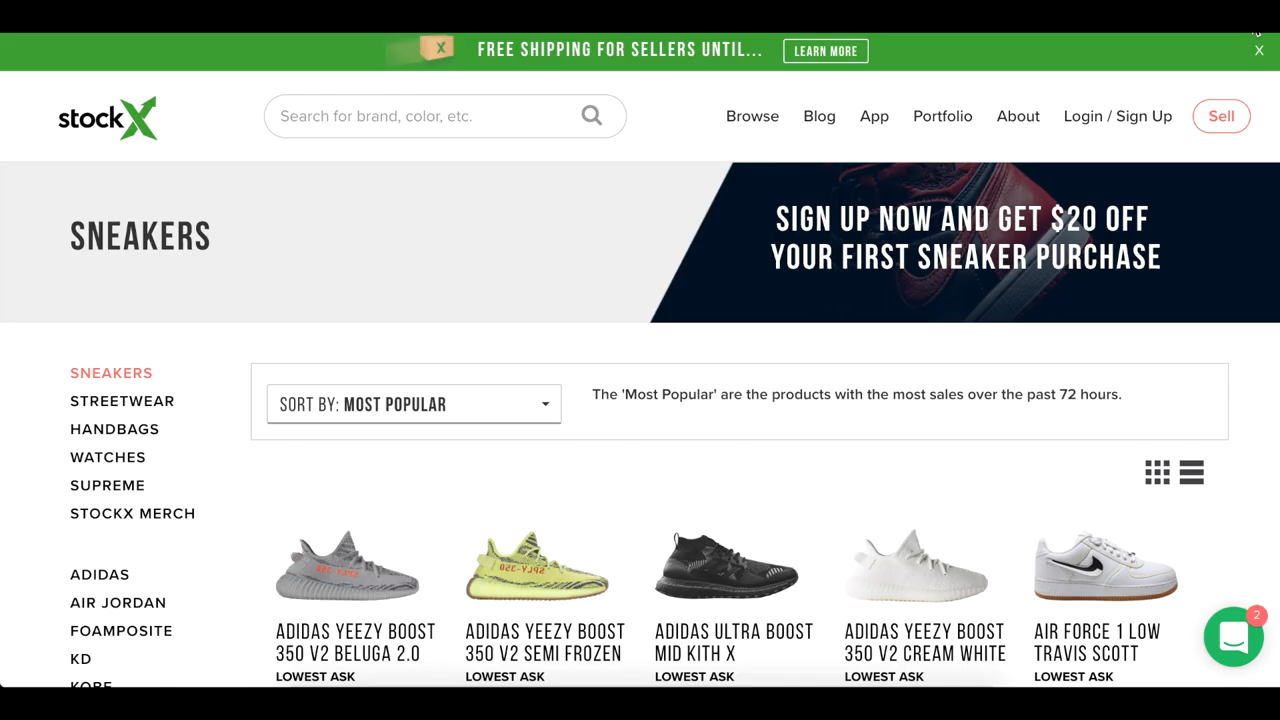 FREE SHIPPING FOR SELLERS UNTIL...
LEARN MORE
X
stockX
Search for brand, color, etc.
Browse
Blog
App
Portfolio
About
Login / Sign Up
Sell
SNEAKERS
SIGN UP NOW AND GET $20 OFF
YOUR FIRST SNEAKER PURCHASE
SNEAKERS
STREETWEAR
HANDBAGS
WATCHES
SUPREME
STOCKX MERCH
ADIDAS
AIR JORDAN
FOAMPOSITE
KD
KOBE
SORT BY: MOST POPULAR
The 'Most Popular' are the products with the most sales over the past 72 hours.
ADIDAS YEEZY BOOST
350 V2 BELUGA 2.0
LOWEST ASK
ADIDAS YEEZY BOOST
350 V2 SEMI FROZEN
LOWEST ASK
ADIDAS ULTRA BOOST
MID KITH X
LOWEST ASK
ADIDAS YEEZY BOOST
350 V2 CREAM WHITE
LOWEST ASK
AIR FORCE 1 LOW
TRAVIS SCOTT
LOWEST ASK
2